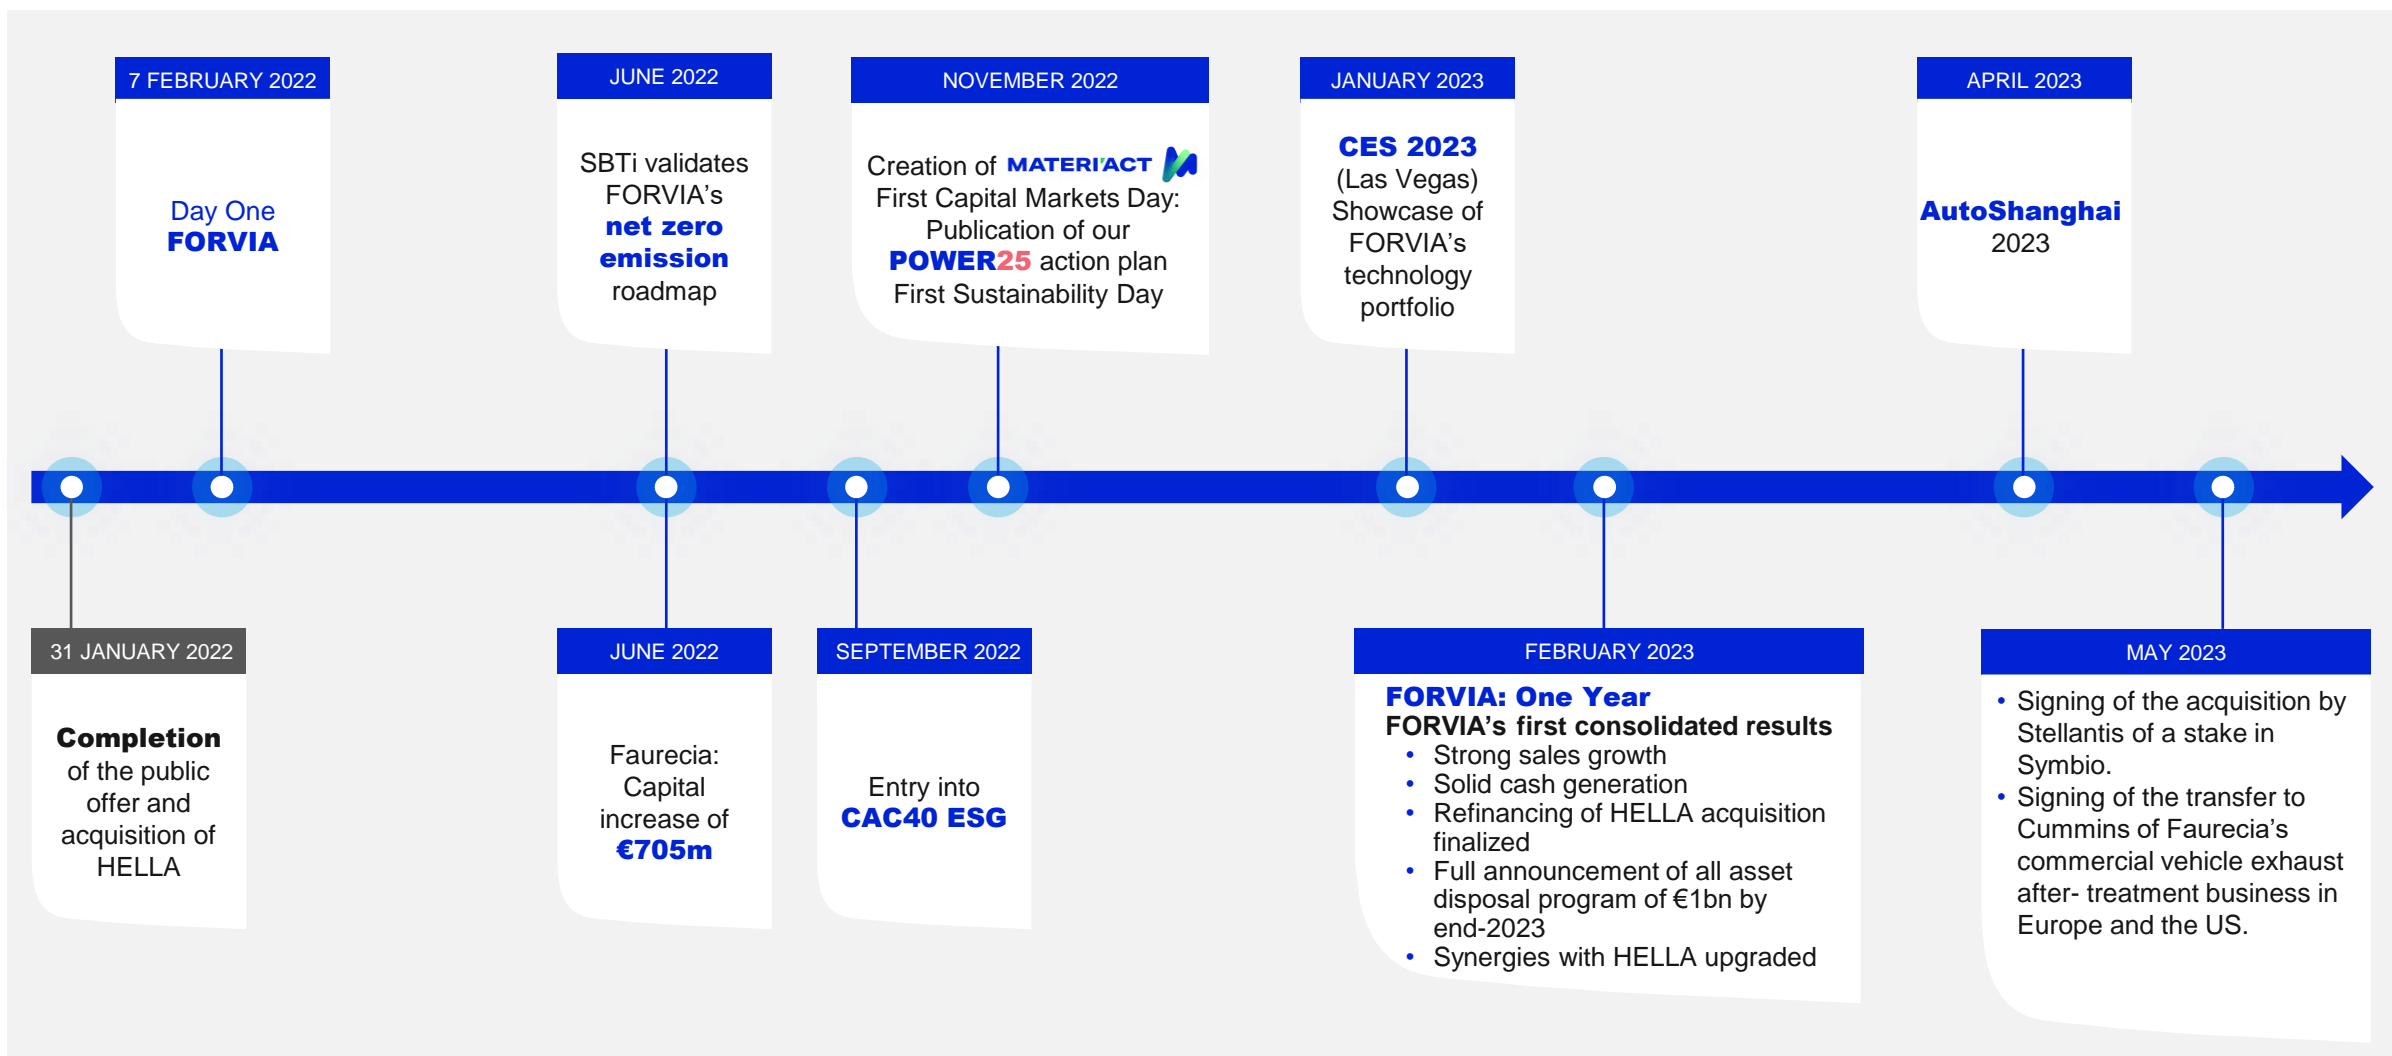 7 FEBRUARY 2022
Day One
FORVIA
JUNE 2022
SBTi validates
FORVIA’s
net zero
emission
roadmap
NOVEMBER 2022
Creation of MATERI'ACT
First Capital Markets Day:
Publication of our
POWER25 action plan
First Sustainability Day
JANUARY 2023
CES 2023
(Las Vegas)
Showcase of
FORVIA’s
technology
portfolio
APRIL 2023
AutoShanghai
2023
31 JANUARY 2022
Completion
of the public
offer and
acquisition of
HELLA
JUNE 2022
Faurecia:
Capital
increase of
€705m
SEPTEMBER 2022
Entry into
CAC40 ESG
FEBRUARY 2023
FORVIA: One Year
FORVIA’s first consolidated results
• Strong sales growth
• Solid cash generation
• Refinancing of HELLA acquisition
finalized
• Full announcement of all asset
disposal program of €1bn by
end-2023
• Synergies with HELLA upgraded
MAY 2023
• Signing of the acquisition by
Stellantis of a stake in
Symbio.
• Signing of the transfer to
Cummins of Faurecia’s
commercial vehicle exhaust
after- treatment business in
Europe and the US.